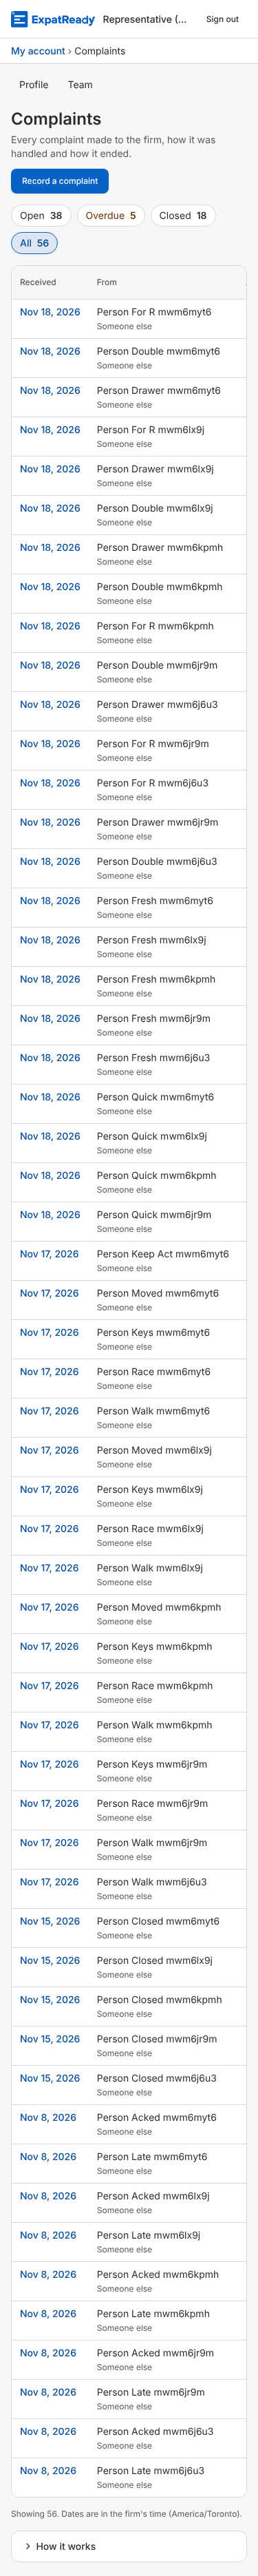 ExpatReady Representative (... Sign out
My account › Complaints
Profile Team
Complaints
Every complaint made to the firm, how it was
handled and how it ended.
Record a complaint
Open 38 Overdue 5 Closed 18
All 56
Received From
Nov 18, 2026 Person For R mwm6myt6
Someone else
Nov 18, 2026 Person Double mwm6myt6
Someone else
Nov 18, 2026 Person Drawer mwm6myt6
Someone else
Nov 18, 2026 Person For R mwm6lx9j
Someone else
Nov 18, 2026 Person Drawer mwm6lx9j
Someone else
Nov 18, 2026 Person Double mwm6lx9j
Someone else
Nov 18, 2026 Person Drawer mwm6kpmh
Someone else
Nov 18, 2026 Person Double mwm6kpmh
Someone else
Nov 18, 2026 Person For R mwm6kpmh
Someone else
Nov 18, 2026 Person Double mwm6jr9m
Someone else
Nov 18, 2026 Person Drawer mwm6j6u3
Someone else
Nov 18, 2026 Person For R mwm6jr9m
Someone else
Nov 18, 2026 Person For R mwm6j6u3
Someone else
Nov 18, 2026 Person Drawer mwm6jr9m
Someone else
Nov 18, 2026 Person Double mwm6j6u3
Someone else
Nov 18, 2026 Person Fresh mwm6myt6
Someone else
Nov 18, 2026 Person Fresh mwm6lx9j
Someone else
Nov 18, 2026 Person Fresh mwm6kpmh
Someone else
Nov 18, 2026 Person Fresh mwm6jr9m
Someone else
Nov 18, 2026 Person Fresh mwm6j6u3
Someone else
Nov 18, 2026 Person Quick mwm6myt6
Someone else
Nov 18, 2026 Person Quick mwm6lx9j
Someone else
Nov 18, 2026 Person Quick mwm6kpmh
Someone else
Nov 18, 2026 Person Quick mwm6jr9m
Someone else
Nov 17, 2026 Person Keep Act mwm6myt6
Someone else
Nov 17, 2026 Person Moved mwm6myt6
Someone else
Nov 17, 2026 Person Keys mwm6myt6
Someone else
Nov 17, 2026 Person Race mwm6myt6
Someone else
Nov 17, 2026 Person Walk mwm6myt6
Someone else
Nov 17, 2026 Person Moved mwm6lx9j
Someone else
Nov 17, 2026 Person Keys mwm6lx9j
Someone else
Nov 17, 2026 Person Race mwm6lx9j
Someone else
Nov 17, 2026 Person Walk mwm6lx9j
Someone else
Nov 17, 2026 Person Moved mwm6kpmh
Someone else
Nov 17, 2026 Person Keys mwm6kpmh
Someone else
Nov 17, 2026 Person Race mwm6kpmh
Someone else
Nov 17, 2026 Person Walk mwm6kpmh
Someone else
Nov 17, 2026 Person Keys mwm6jr9m
Someone else
Nov 17, 2026 Person Race mwm6jr9m
Someone else
Nov 17, 2026 Person Walk mwm6jr9m
Someone else
Nov 17, 2026 Person Walk mwm6j6u3
Someone else
Nov 15, 2026 Person Closed mwm6myt6
Someone else
Nov 15, 2026 Person Closed mwm6lx9j
Someone else
Nov 15, 2026 Person Closed mwm6kpmh
Someone else
Nov 15, 2026 Person Closed mwm6jr9m
Someone else
Nov 15, 2026 Person Closed mwm6j6u3
Someone else
Nov 8, 2026 Person Acked mwm6myt6
Someone else
Nov 8, 2026 Person Late mwm6myt6
Someone else
Nov 8, 2026 Person Acked mwm6lx9j
Someone else
Nov 8, 2026 Person Late mwm6lx9j
Someone else
Nov 8, 2026 Person Acked mwm6kpmh
Someone else
Nov 8, 2026 Person Late mwm6kpmh
Someone else
Nov 8, 2026 Person Acked mwm6jr9m
Someone else
Nov 8, 2026 Person Late mwm6jr9m
Someone else
Nov 8, 2026 Person Acked mwm6j6u3
Someone else
Nov 8, 2026 Person Late mwm6j6u3
Someone else
Showing 56. Dates are in the firm's time (America/Toronto).
How it works